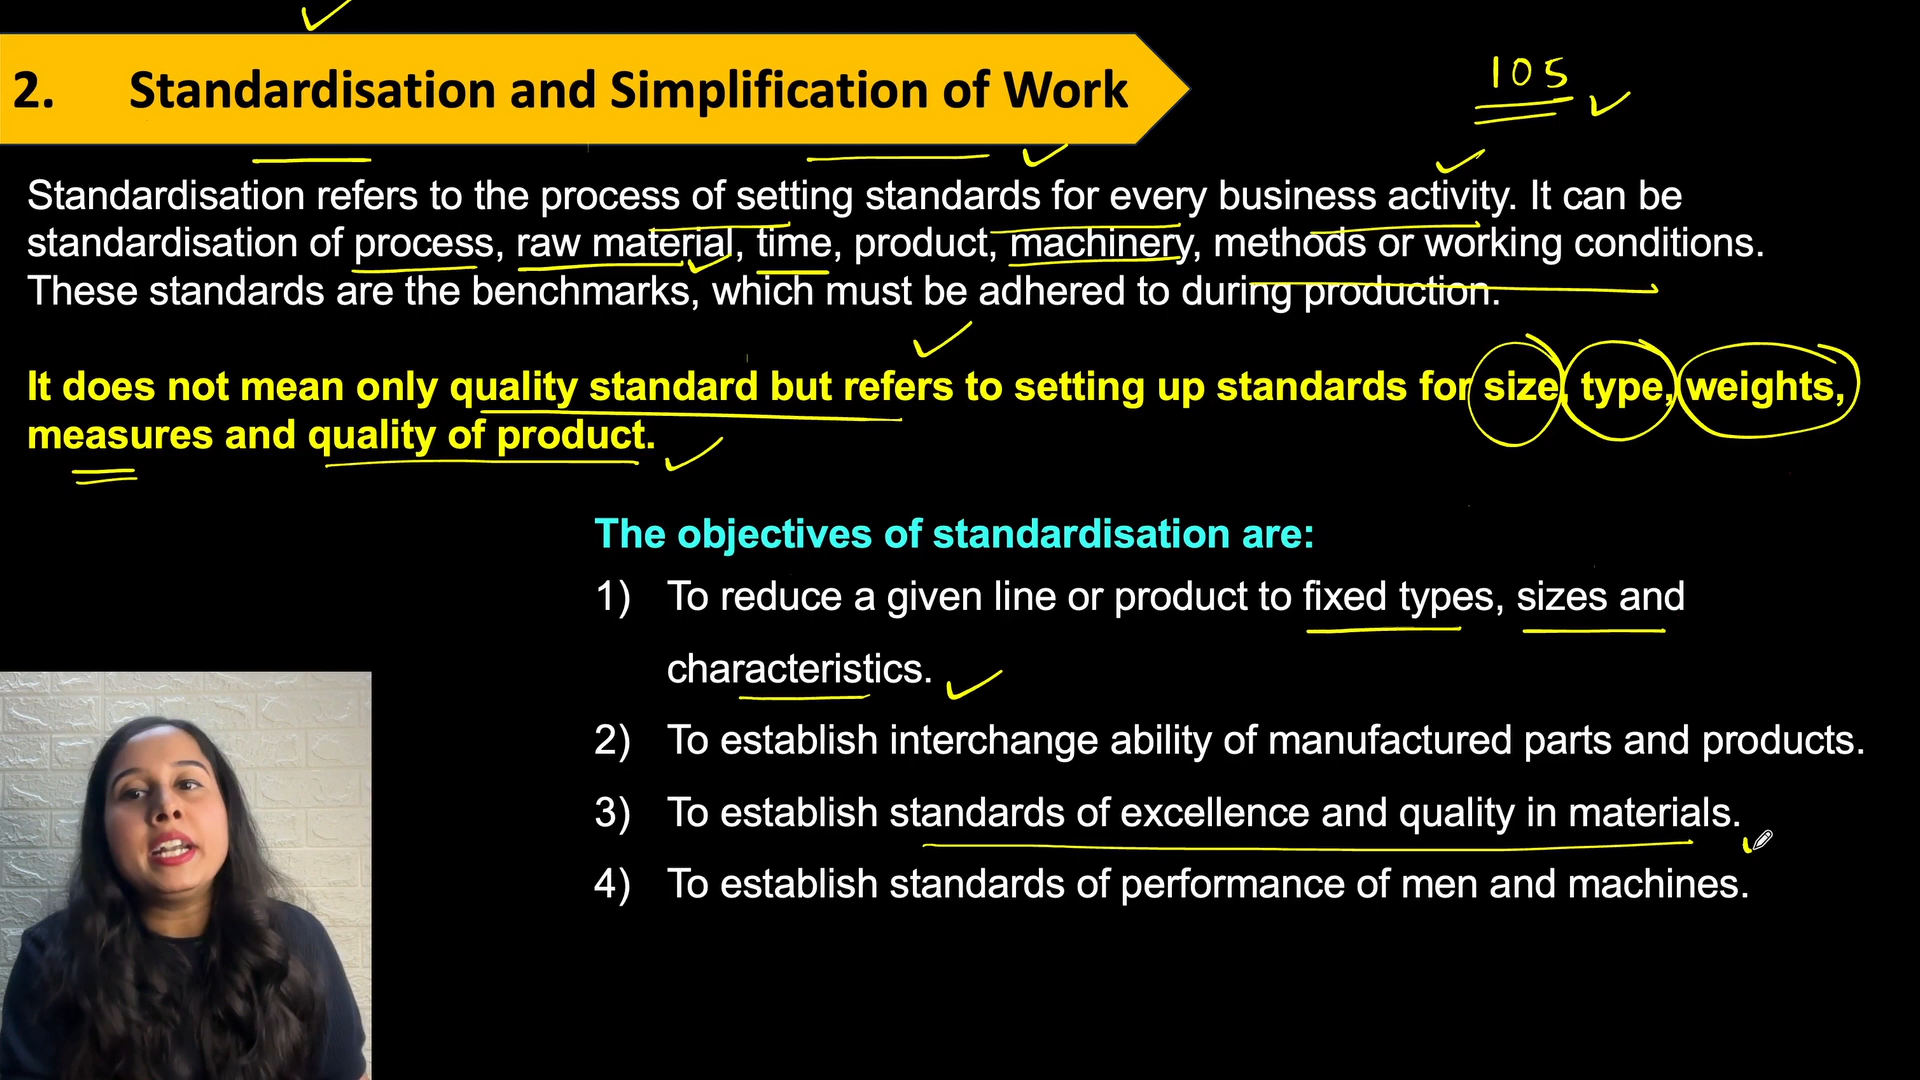 105
2. Standardisation and Simplification of Work
Standardisation refers to the process of setting standards for every business activity. It can be
standardisation of process, raw material, time, product, machinery, methods or working conditions.
These standards are the benchmarks, which must be adhered to during production.
It does not mean only quality standard but refers to setting up standards for size, type, weights,
measures and quality of product.
The objectives of standardisation are:
1) To reduce a given line or product to fixed types, sizes and
characteristics.
2) To establish interchange ability of manufactured parts and products.
3) To establish standards of excellence and quality in materials.
4) To establish standards of performance of men and machines.